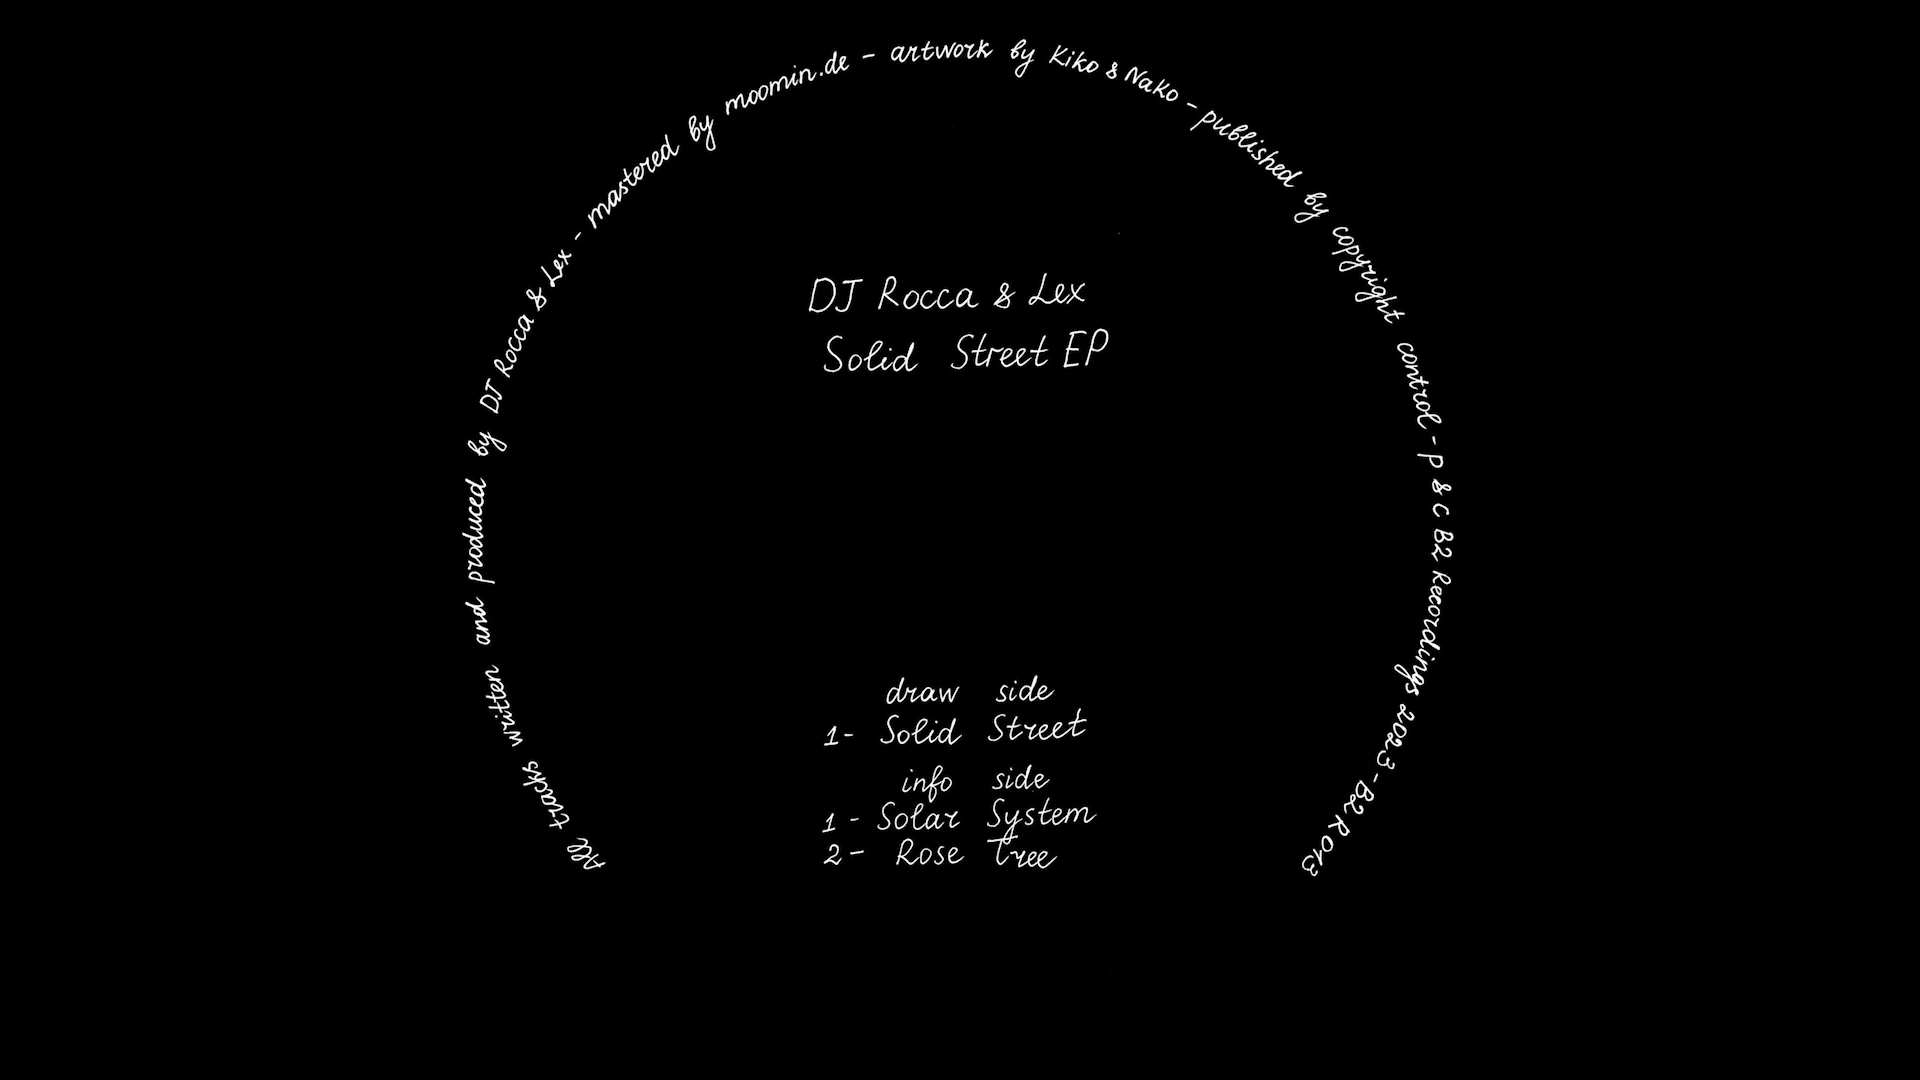 All tracks written and produced by DJ Rocca & Lex - mastered by moomin.de - artwork by Kiko & Nako - published by copyright control - P & C B2 Recordings 2023 - B2 R 013
DJ Rocca & Lex
Solid Street EP
draw side
1- Solid Street
info side
1 - Solar System
2 - Rose Tree